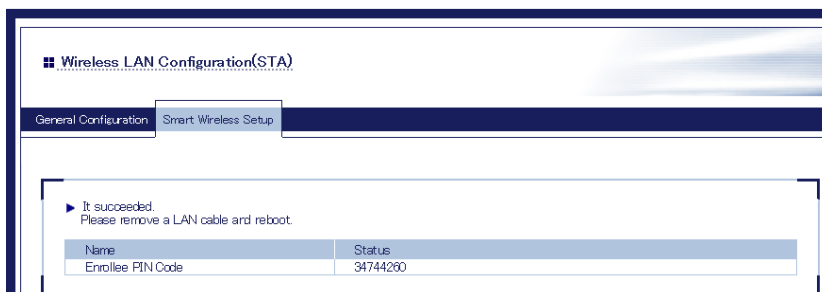 Wireless LAN Configuration(STA)
General Configuration Smart Wireless Setup
It succeeded.
Please remove a LAN cable and reboot.
Name Status
Enrollee PIN Code 34744260